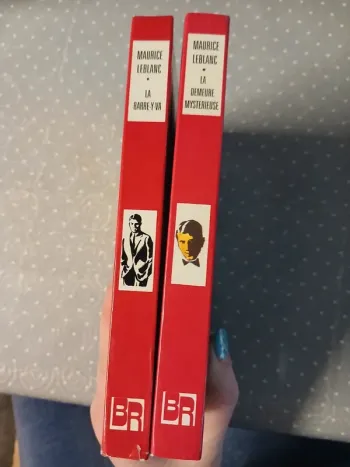 MAURICE
LEBLANC
•
LA
BARRE-Y-VA
BR
MAURICE
LEBLANC
•
LA
DEMEURE
MYSTERIEUSE
BR